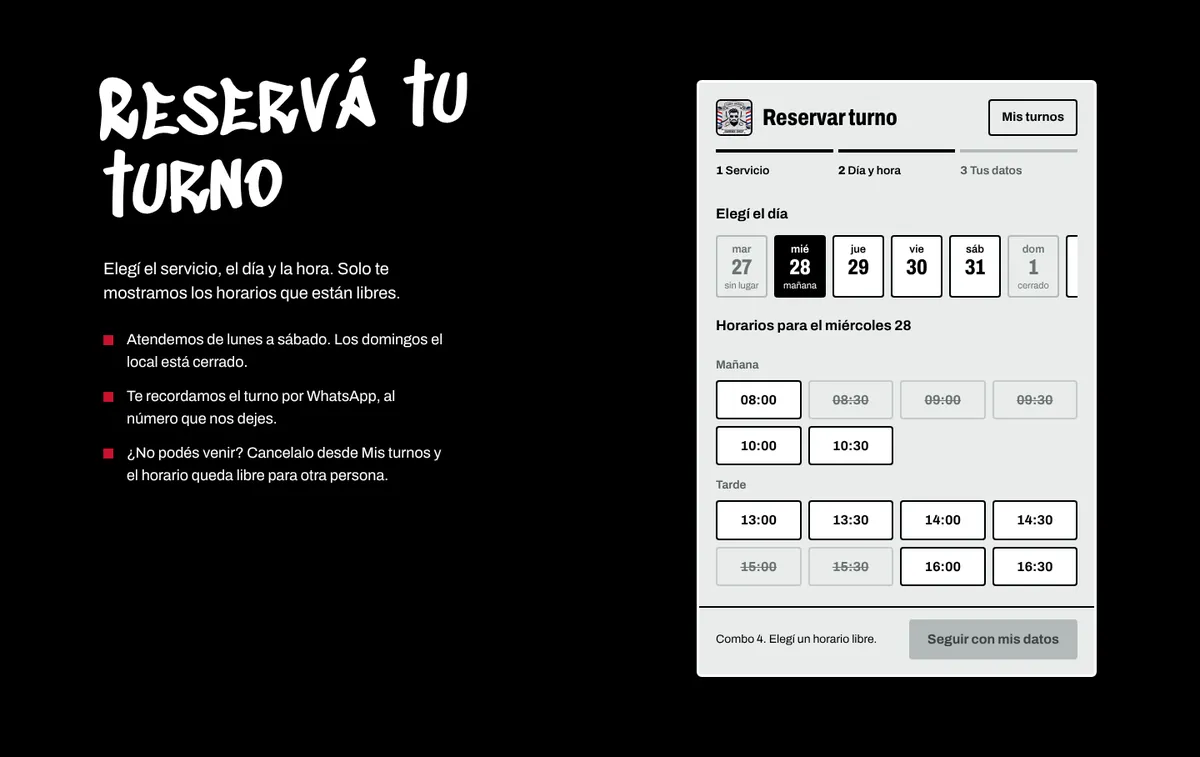 RESERVÁ TU
TURNO
Elegí el servicio, el día y la hora. Solo te
mostramos los horarios que están libres.
Atendemos de lunes a sábado. Los domingos el
local está cerrado.
Te recordamos el turno por WhatsApp, al
número que nos dejes.
¿No podés venir? Cancelalo desde Mis turnos y
el horario queda libre para otra persona.
Reservar turno
Mis turnos
1 Servicio
2 Día y hora
3 Tus datos
Elegí el día
mar
27
sin lugar
mié
28
mañana
jue
29
vie
30
sáb
31
dom
1
cerrado
Horarios para el miércoles 28
Mañana
08:00 08:30 09:00 09:30
10:00 10:30
Tarde
13:00 13:30 14:00 14:30
15:00 15:30 16:00 16:30
Combo 4. Elegí un horario libre.
Seguir con mis datos